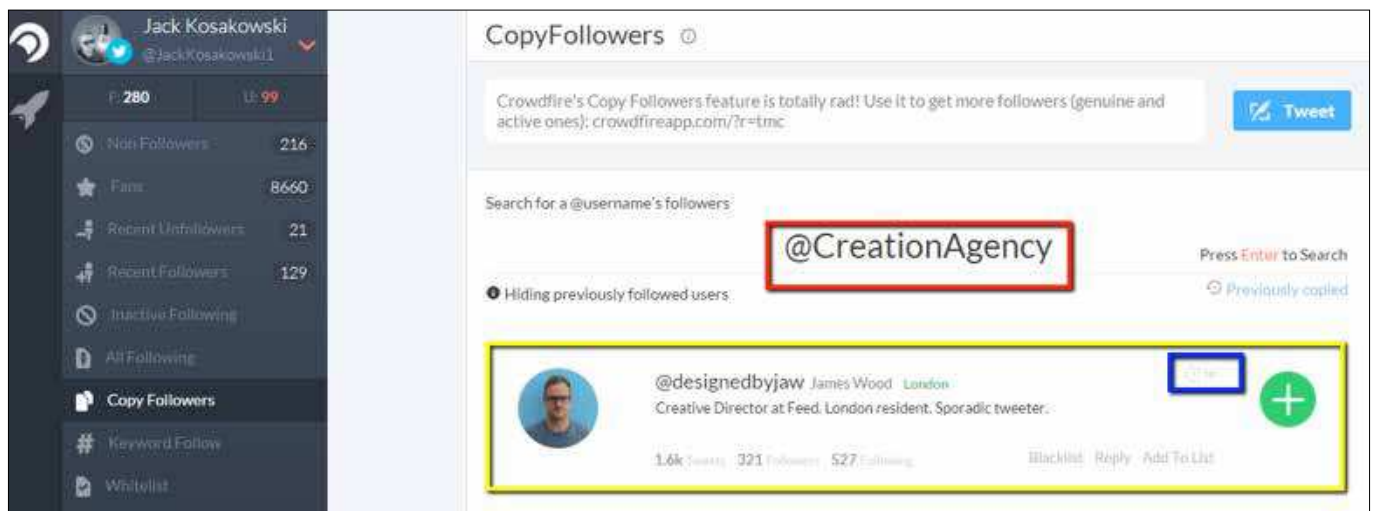 Jack Kosakowski
@JackKosakowski1
F: 280
U: 99
Non Followers 216
Fans 8660
Recent Unfollowers 21
Recent Followers 129
Inactive Following
All Following
Copy Followers
# Keyword Follow
Whitelist
CopyFollowers
Crowdfire's Copy Followers feature is totally rad! Use it to get more followers (genuine and
active ones): crowdfireapp.com/?r=tmc
Tweet
Search for a @username's followers
@CreationAgency
Press Enter to Search
Hiding previously followed users
Previously copied
@designedbyjaw James Wood London
Creative Director at Feed. London resident. Sporadic tweeter.
1.6k Tweets 321 Followers 527 Following
Blacklist Reply Add To List